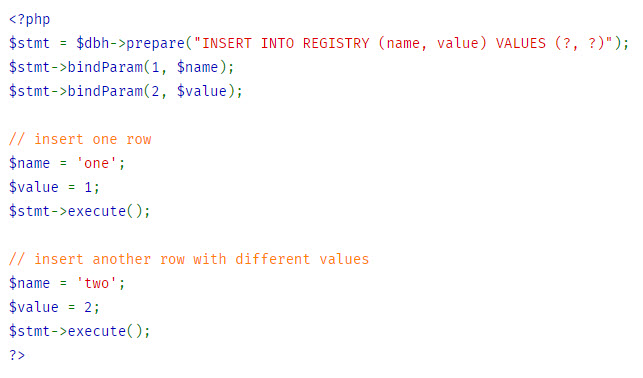 <?php
$stmt = $dbh->prepare("INSERT INTO REGISTRY (name, value) VALUES (?, ?)");
$stmt->bindParam(1, $name);
$stmt->bindParam(2, $value);

// insert one row
$name = 'one';
$value = 1;
$stmt->execute();

// insert another row with different values
$name = 'two';
$value = 2;
$stmt->execute();
?>